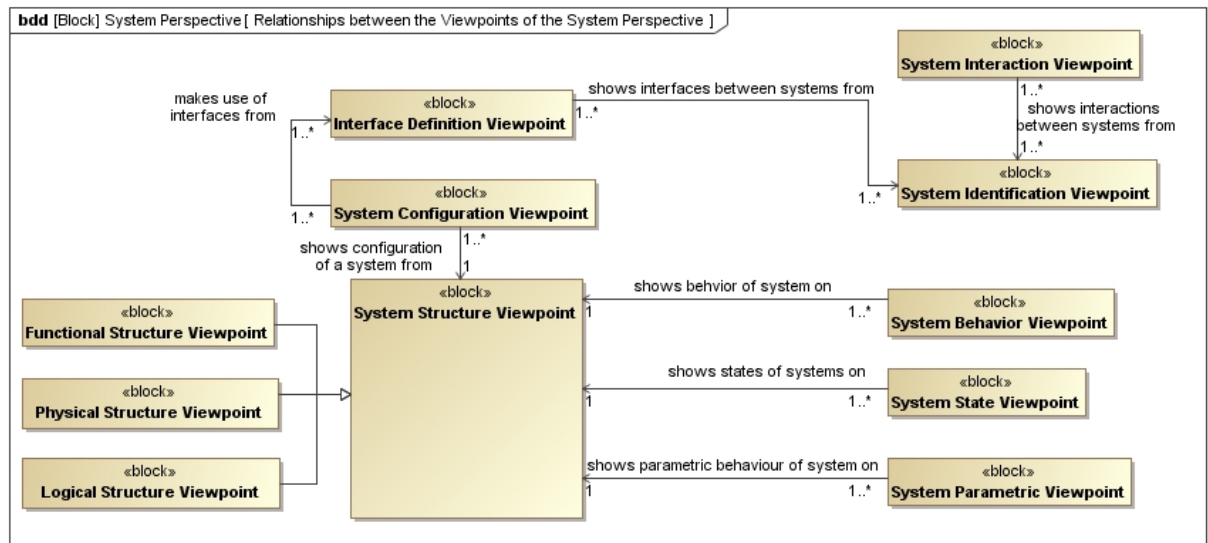 bdd [Block] System Perspective [ Relationships between the Viewpoints of the System Perspective ]
«block»
System Interaction Viewpoint
1..*
shows interactions
between systems from
1..*
«block»
System Identification Viewpoint
makes use of
interfaces from
1..*
«block»
Interface Definition Viewpoint
1..*
shows interfaces between systems from
1..*
«block»
System Configuration Viewpoint
1..*
1..*
shows configuration
of a system from
1
«block»
System Structure Viewpoint
«block»
Functional Structure Viewpoint
«block»
Physical Structure Viewpoint
«block»
Logical Structure Viewpoint
shows behvior of system on
1
1..*
«block»
System Behavior Viewpoint
shows states of systems on
1
1..*
«block»
System State Viewpoint
shows parametric behaviour of system on
1
1..*
«block»
System Parametric Viewpoint